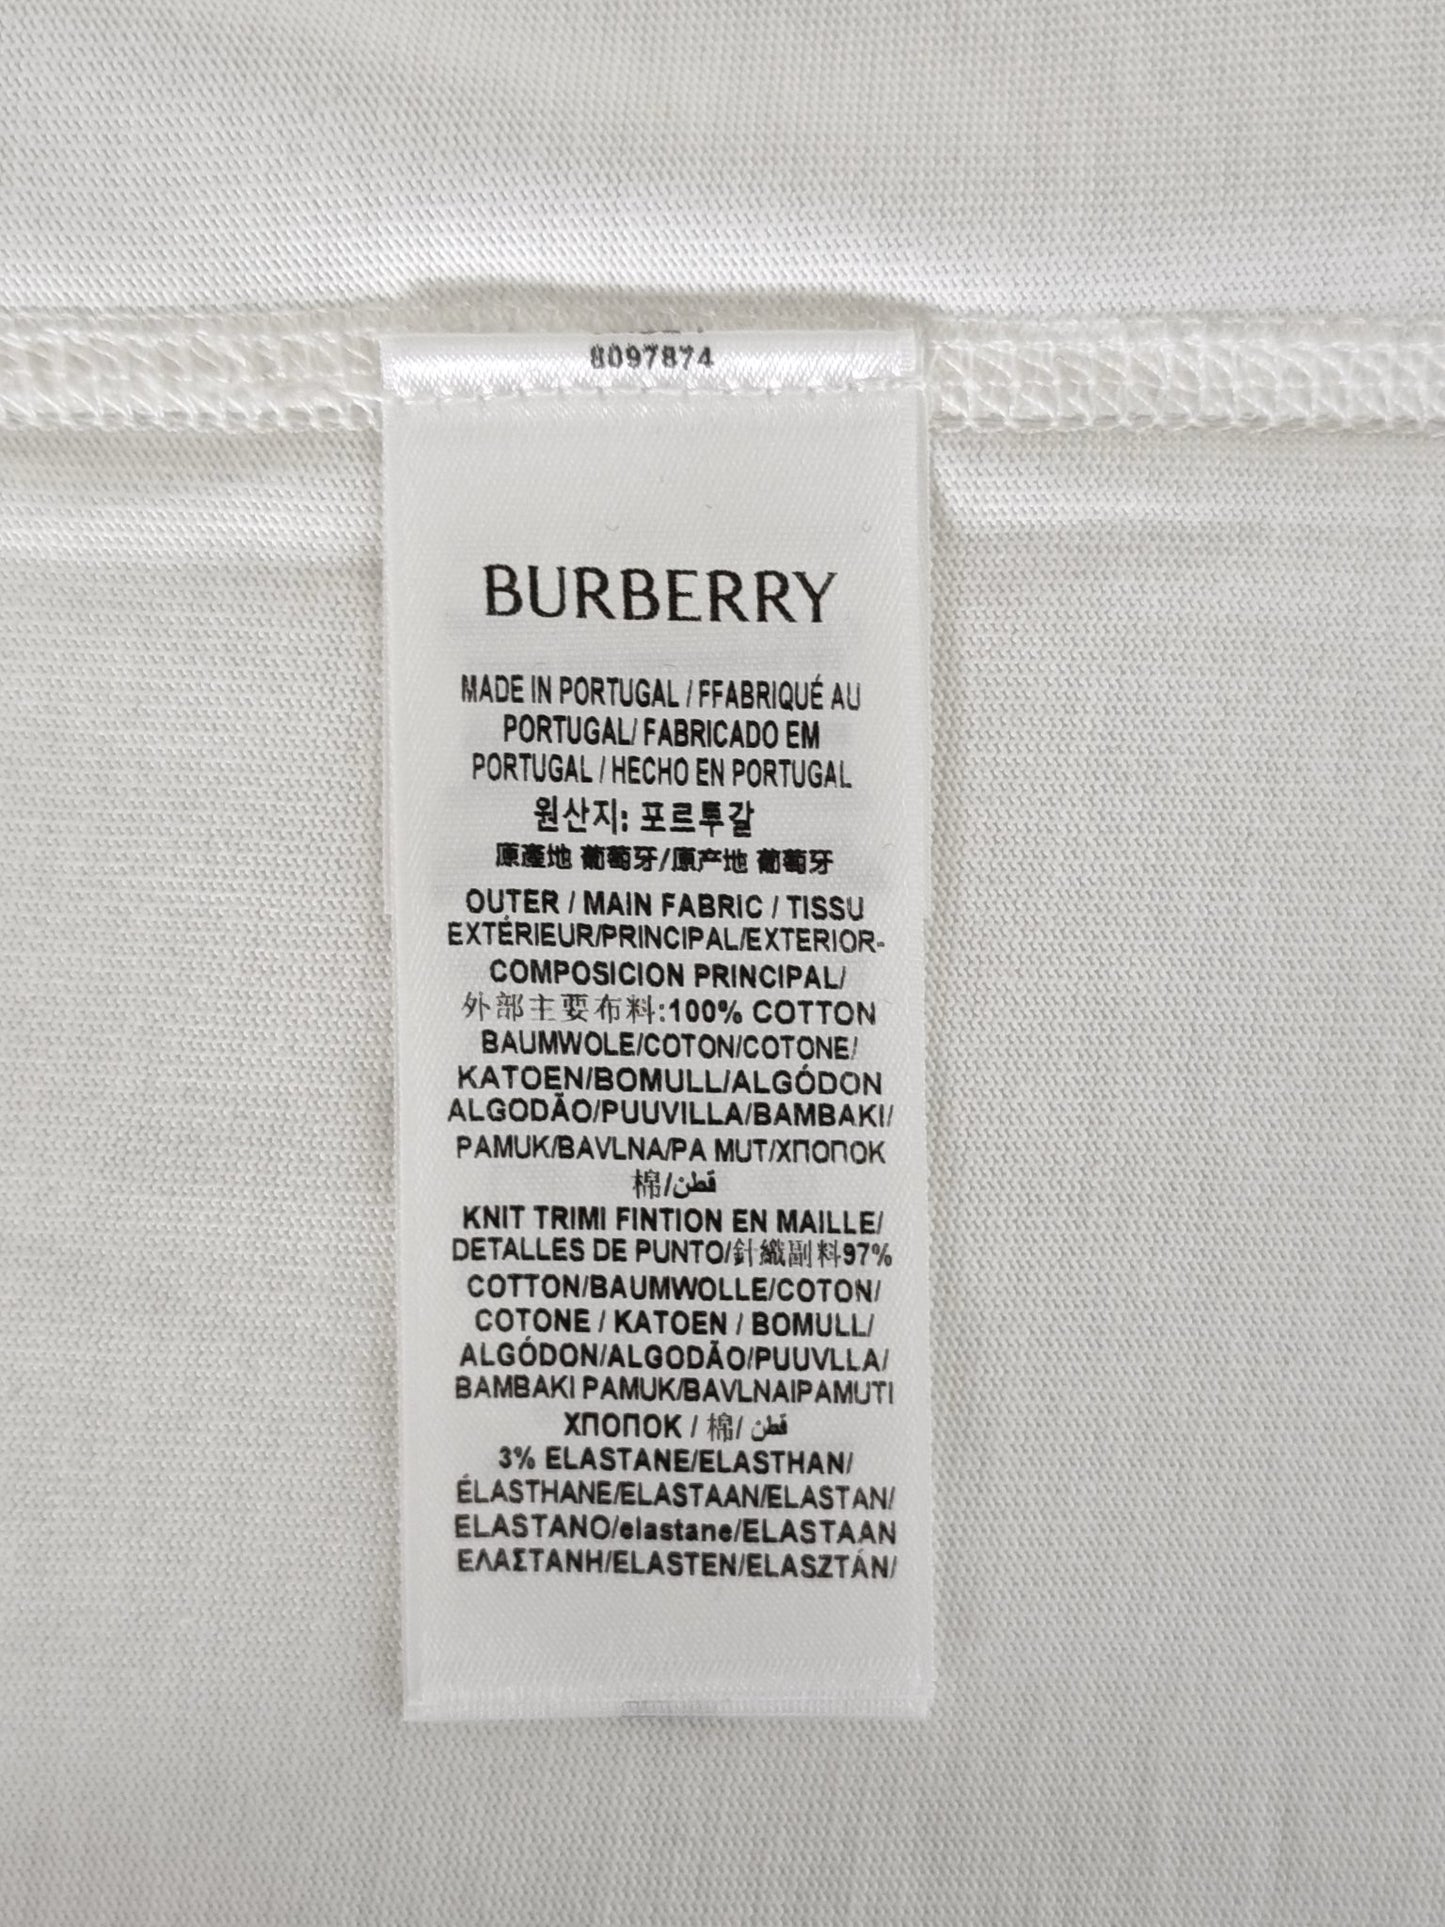 8097874
BURBERRY
MADE IN PORTUGAL / FFABRIQUÉ AU
PORTUGAL/ FABRICADO EM
PORTUGAL / HECHO EN PORTUGAL
원산지: 포르투갈
原產地 葡萄牙/原产地 葡萄牙
OUTER / MAIN FABRIC / TISSU
EXTÉRIEUR/PRINCIPAL/EXTERIOR-
COMPOSICION PRINCIPAL/
外部主要布料:100% COTTON
BAUMWOLE/COTON/COTONE/
KATOEN/BOMULL/ALGÓDON
ALGODÃO/PUUVILLA/BAMBAKI/
PAMUK/BAVLNA/PA MUT/ХПОПОК
棉/قطن
KNIT TRIMI FINTION EN MAILLE/
DETALLES DE PUNTO/針織副料97%
COTTON/BAUMWOLLE/COTON/
COTONE / KATOEN / BOMULL/
ALGÓDON/ALGODÃO/PUUVLLA/
BAMBAKI PAMUK/BAVLNAIPAMUTI
ХПОПОК / 棉/ قطن
3% ELASTANE/ELASTHAN/
ÉLASTHANE/ELASTAAN/ELASTAN/
ELASTANO/elastane/ELASTAAN
ΕΛΑΣΤΑΝΗ/ELASTEN/ELASZTÁN/